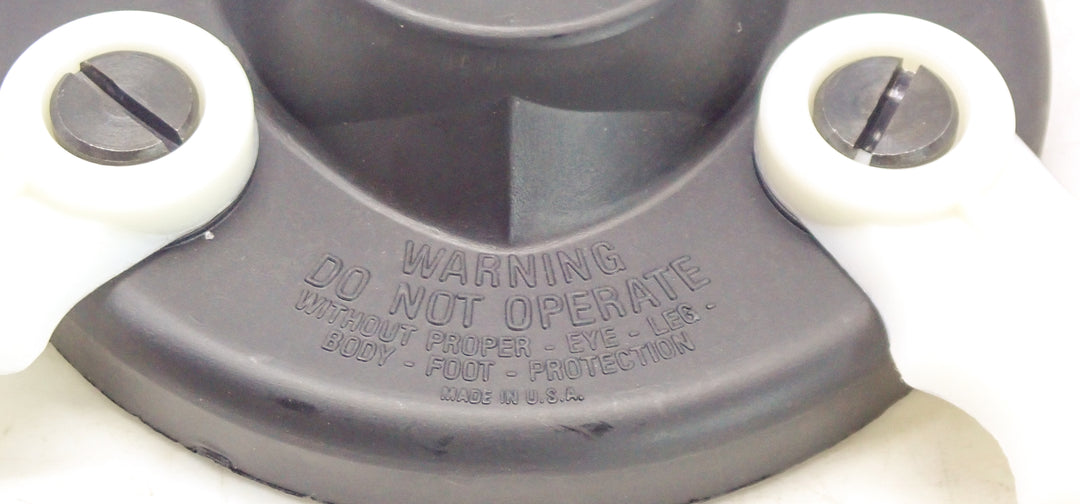 WARNING
DO NOT OPERATE
WITHOUT PROPER - EYE - LEG -
BODY - FOOT - PROTECTION
MADE IN U.S.A.